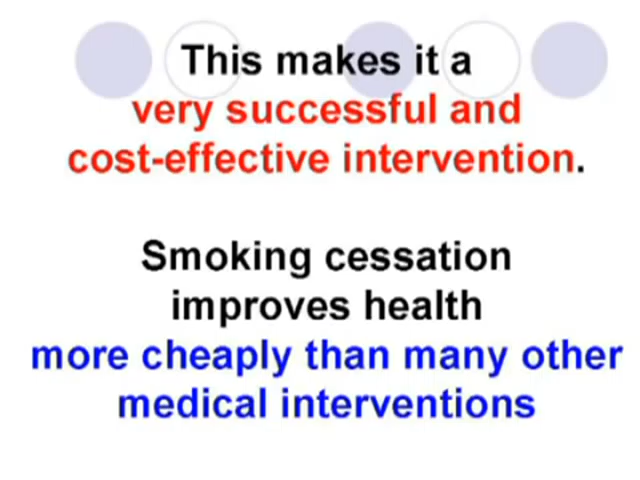 This makes it a
very successful and
cost-effective intervention.
Smoking cessation
improves health
more cheaply than many other
medical interventions